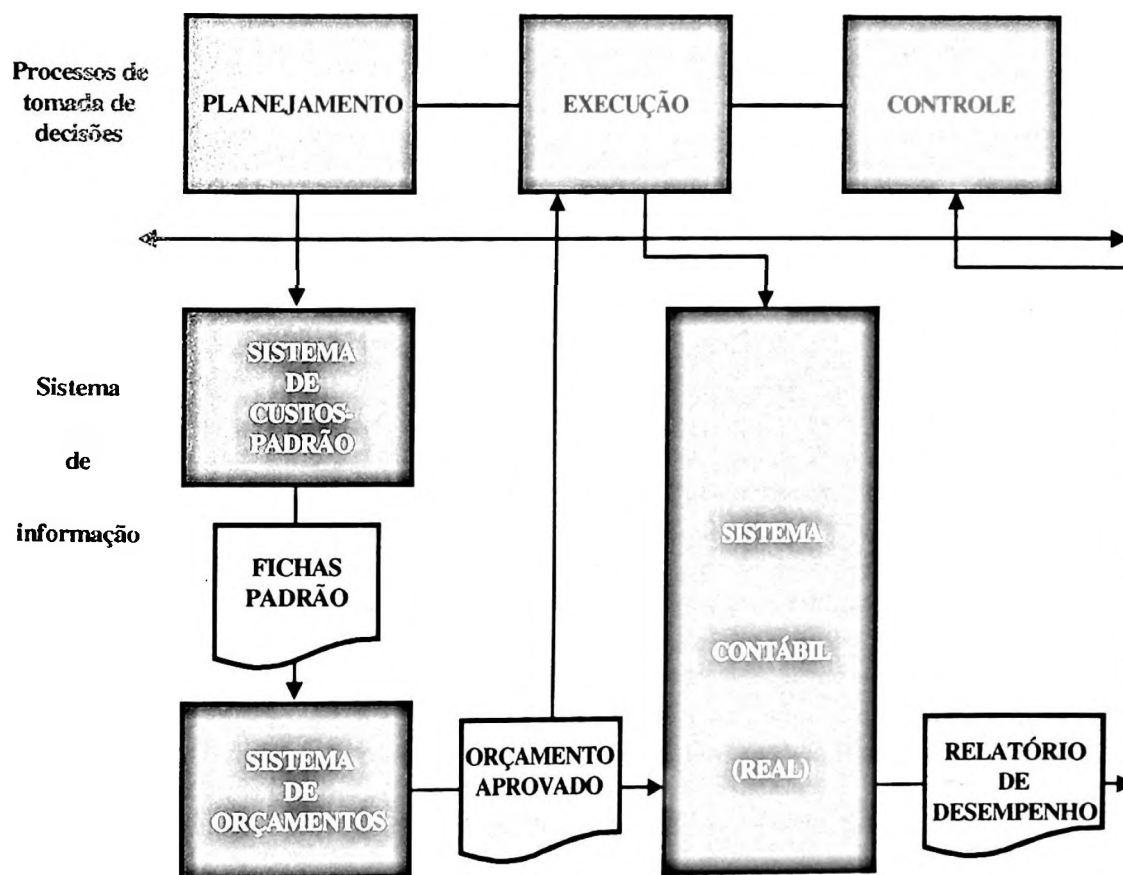 Processos de
tomada de
decisões
PLANEJAMENTO
EXECUÇÃO
CONTROLE
Sistema
de
informação
SISTEMA
DE
CUSTOS-
PADRÃO
FICHAS
PADRÃO
SISTEMA
DE
ORÇAMENTOS
ORÇAMENTO
APROVADO
SISTEMA
CONTÁBIL
(REAL)
RELATÓRIO
DE
DESEMPENHO